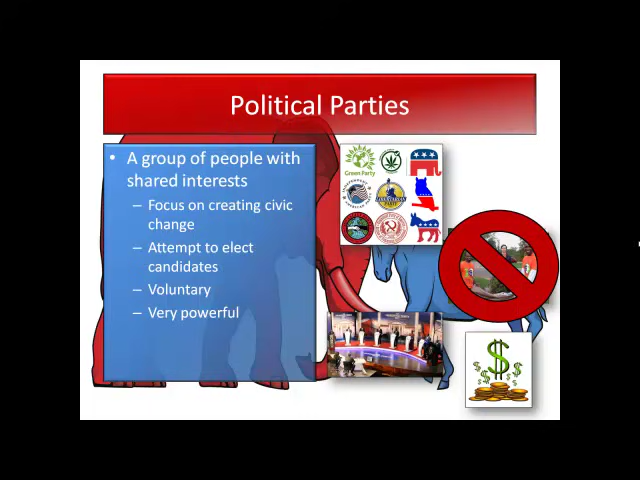 Political Parties
• A group of people with
shared interests
– Focus on creating civic
change
– Attempt to elect
candidates
– Voluntary
– Very powerful
Green Party